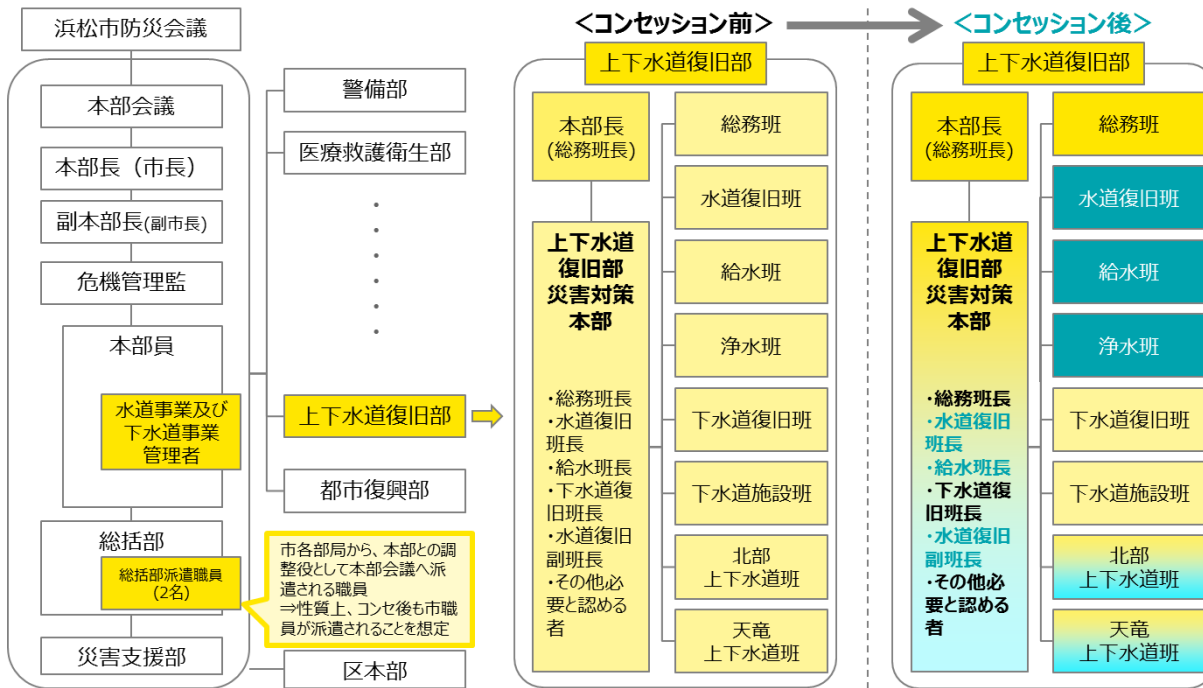 浜松市防災会議
本部会議
本部長（市長）
副本部長(副市長)
危機管理監
本部員
水道事業及び
下水道事業
管理者
総括部
総括部派遣職員
(2名)
災害支援部
警備部
医療救護衛生部
・
・
・
・
・
・
上下水道復旧部
都市復興部
市各部局から、本部との調
整役として本部会議へ派
遣される職員
⇒性質上、コンセ後も市職
員が派遣されることを想定
区本部
＜コンセッション前＞
上下水道復旧部
本部長
(総務班長)
上下水道
復旧部
災害対策
本部
・総務班長
・水道復旧
班長
・給水班長
・下水道復
旧班長
・水道復旧
副班長
・その他必
要と認める
者
総務班
水道復旧班
給水班
浄水班
下水道復旧班
下水道施設班
北部
上下水道班
天竜
上下水道班
＜コンセッション後＞
上下水道復旧部
本部長
(総務班長)
上下水道
復旧部
災害対策
本部
・総務班長
・水道復旧
班長
・給水班長
・下水道復
旧班長
・水道復旧
副班長
・その他必
要と認める
者
総務班
水道復旧班
給水班
浄水班
下水道復旧班
下水道施設班
北部
上下水道班
天竜
上下水道班